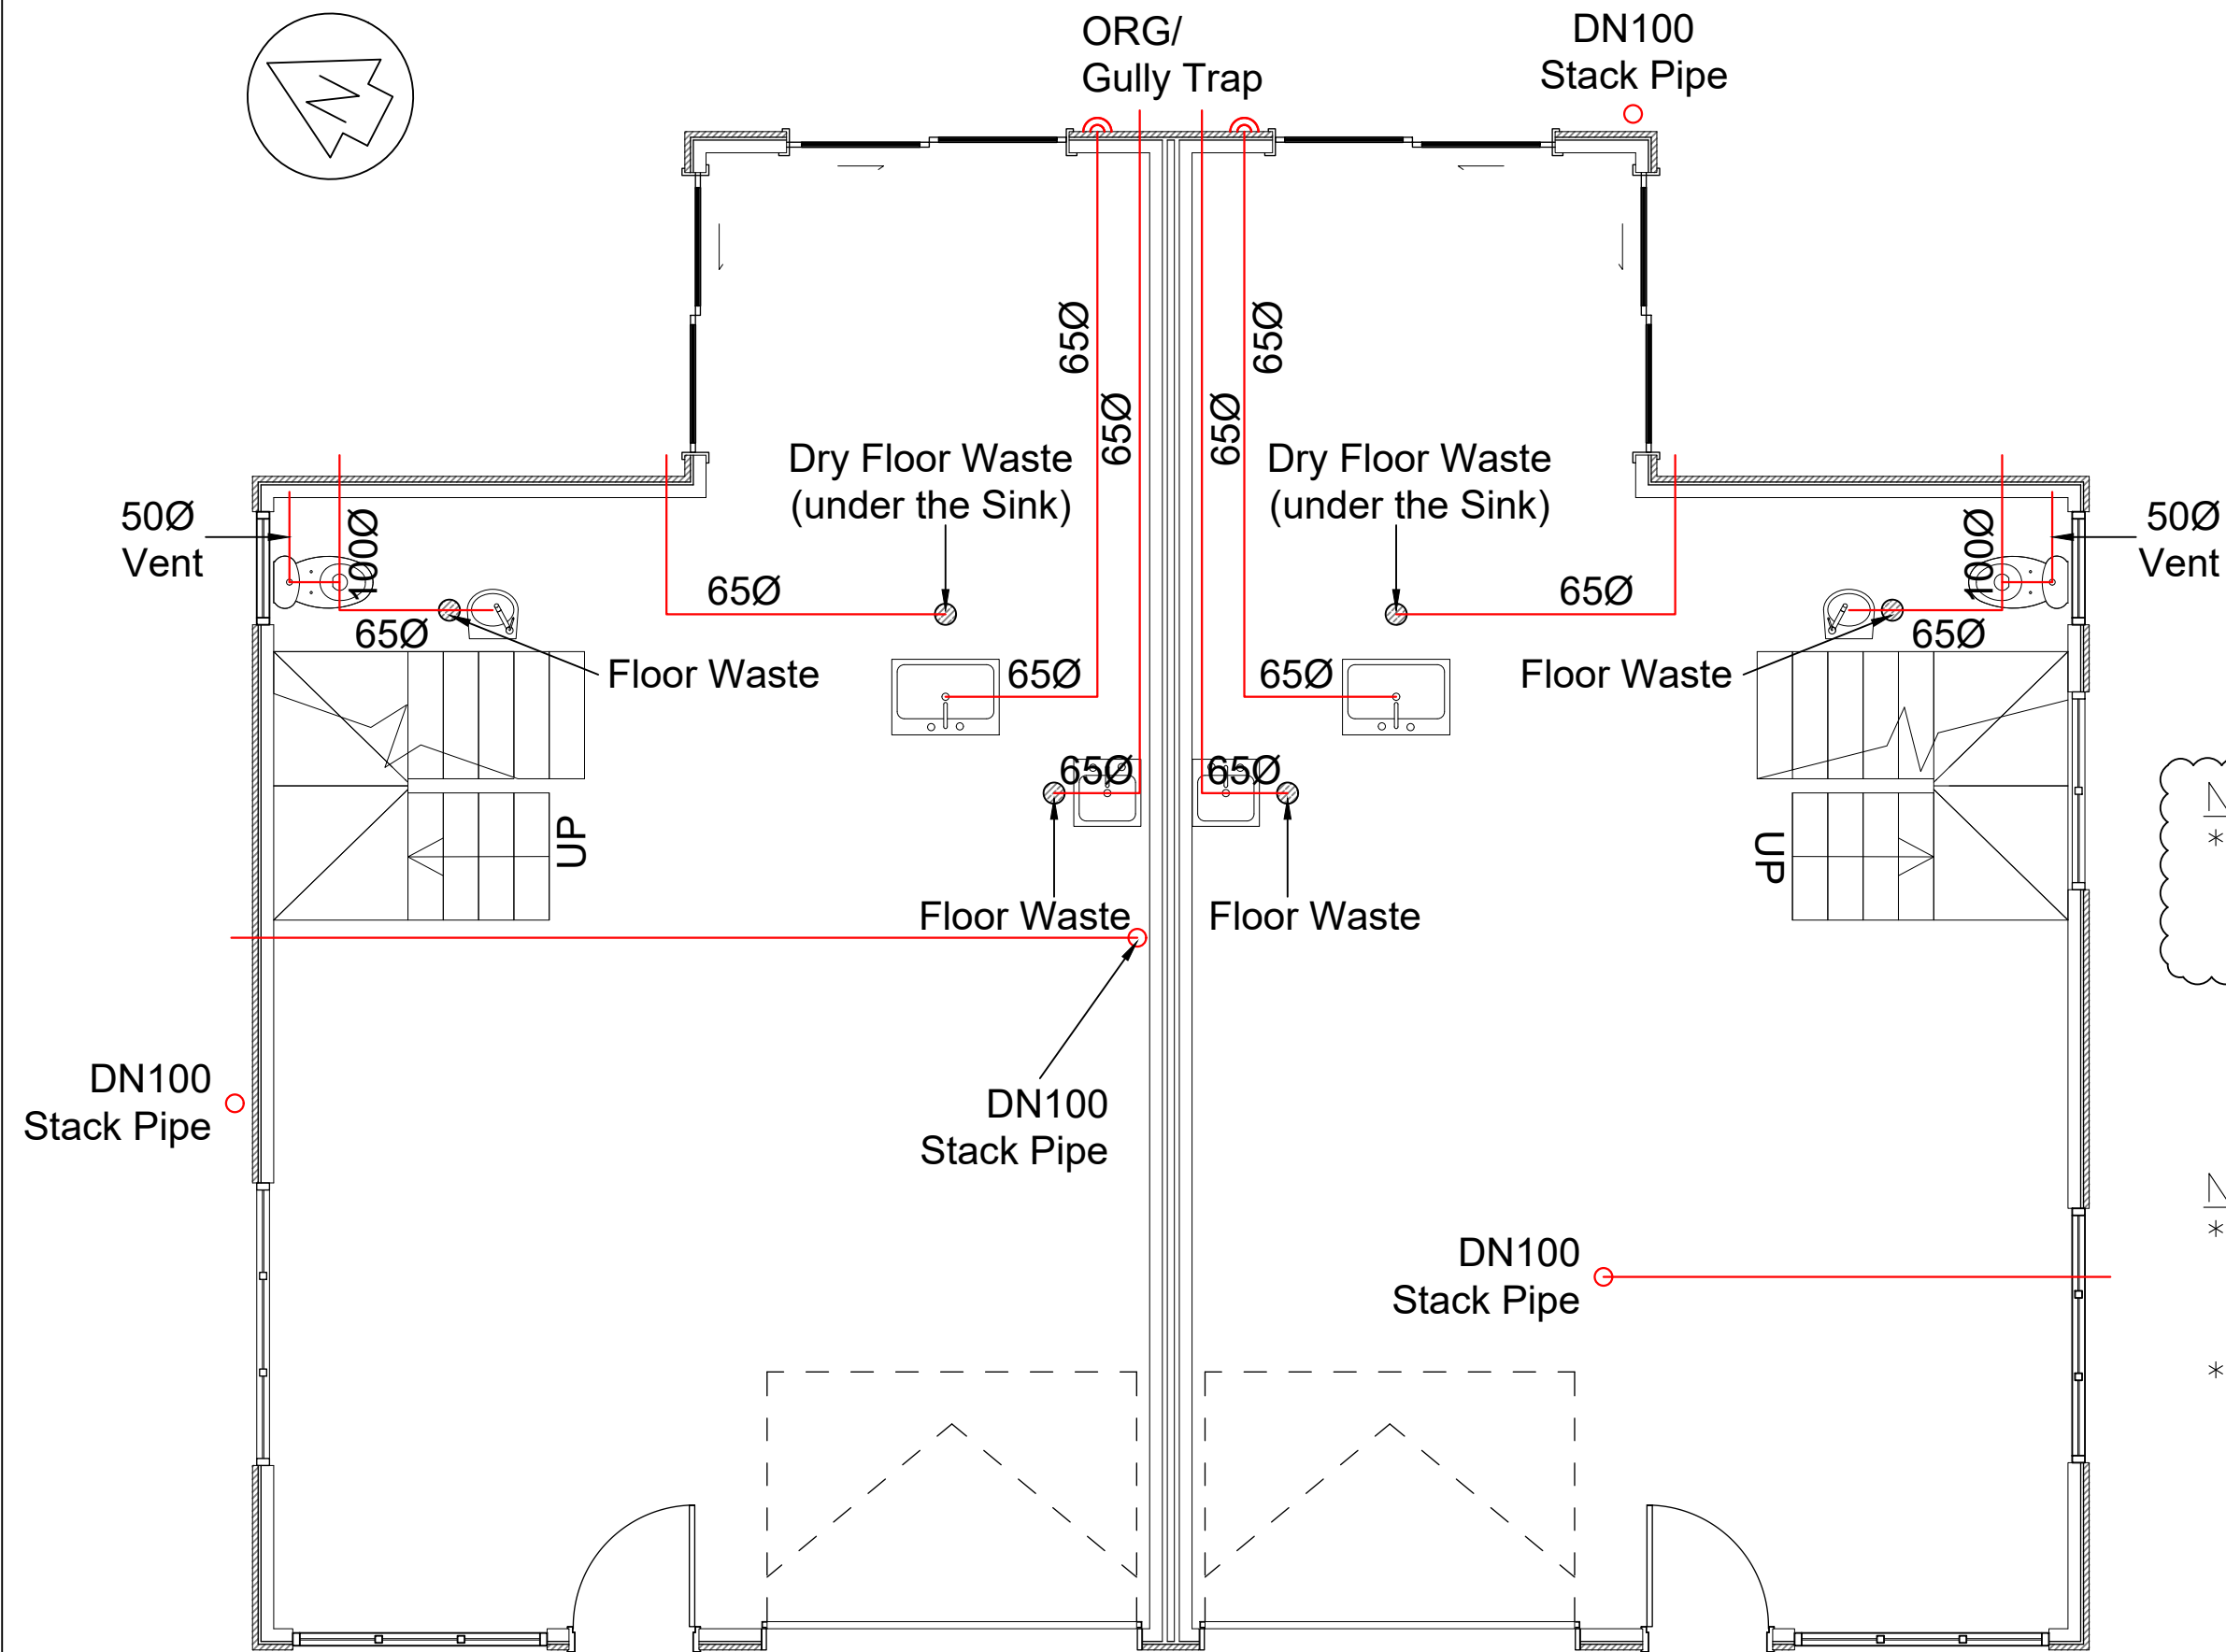 N
ORG/
Gully Trap
DN100
Stack Pipe
65Ø
65Ø
65Ø
65Ø
Dry Floor Waste
(under the Sink)
Dry Floor Waste
(under the Sink)
50Ø
Vent
100Ø
100Ø
50Ø
Vent
65Ø
65Ø
65Ø
65Ø
Floor Waste
65Ø
65Ø
Floor Waste
65Ø
65Ø
UP
UP
N
*
Floor Waste
Floor Waste
DN100
Stack Pipe
DN100
Stack Pipe
N
*
DN100
Stack Pipe
*